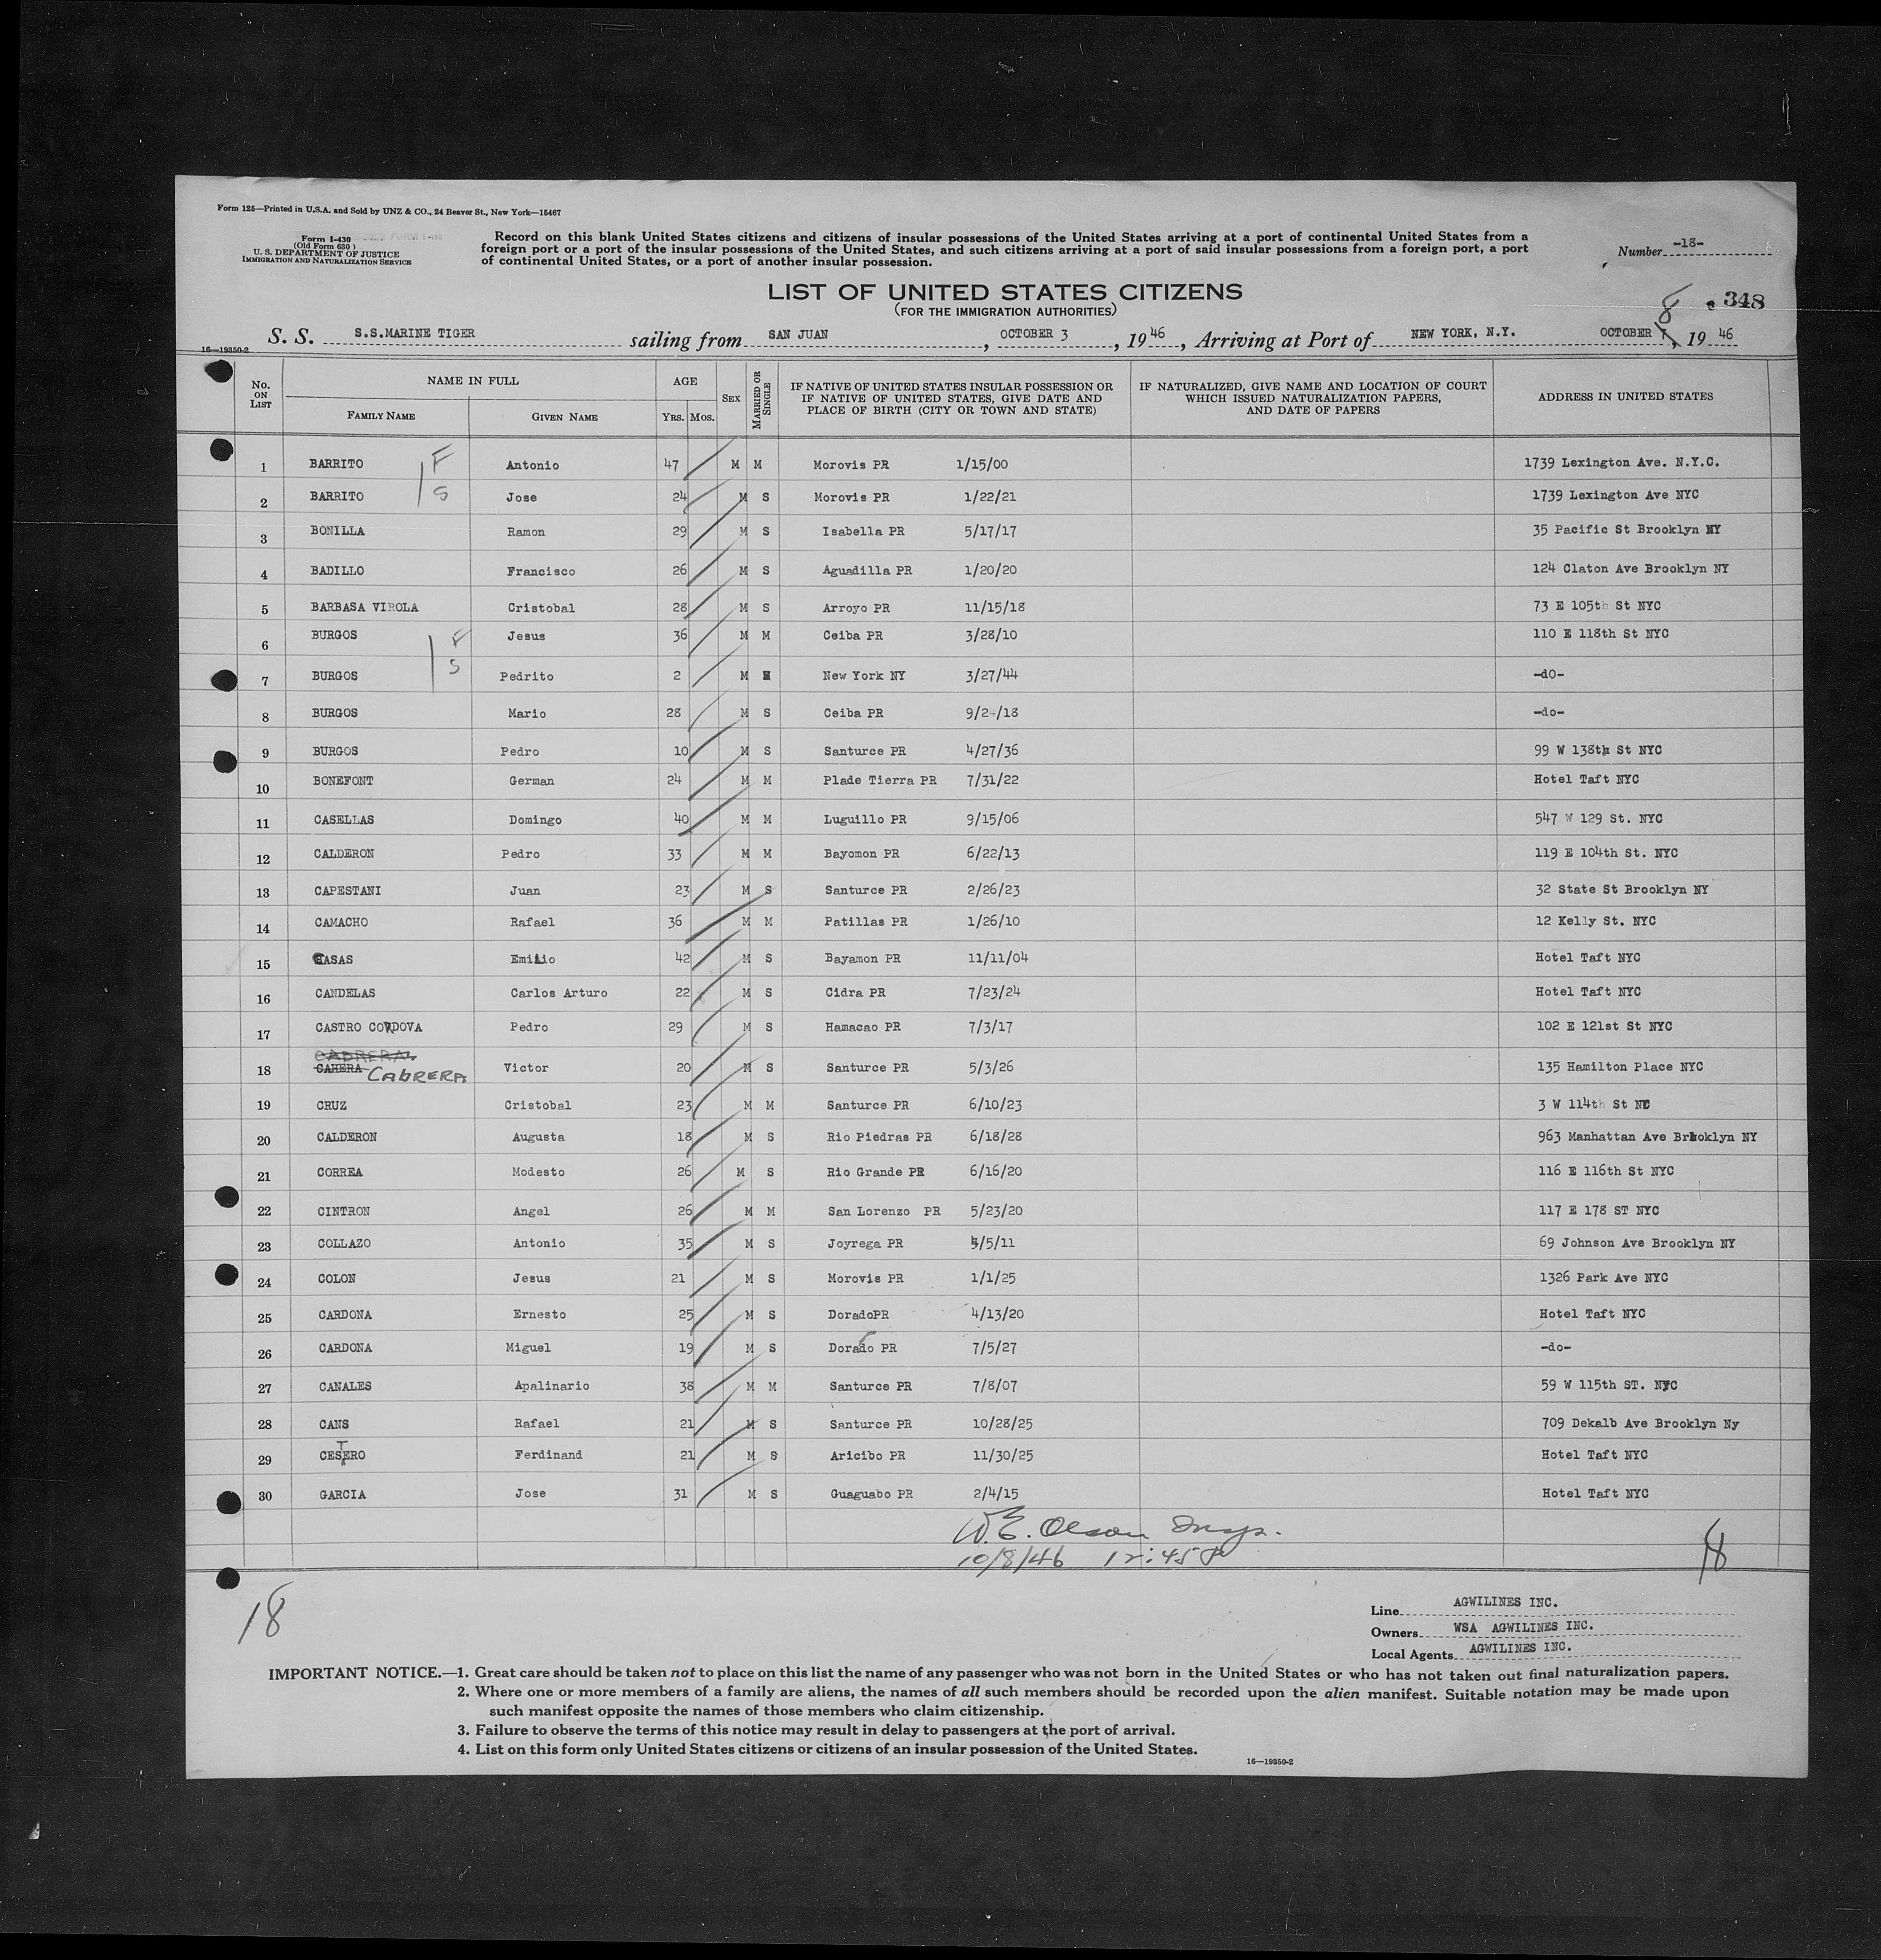 Form 125—Printed in U.S.A. and Sold by UNZ & CO., 24 Beaver St., New York—15467
Form I-430
(Old Form 630)
U. S. DEPARTMENT OF JUSTICE
IMMIGRATION AND NATURALIZATION SERVICE
Record on this blank United States citizens and citizens of insular possessions of the United States arriving at a port of continental United States from a
foreign port or a port of the insular possessions of the United States, and such citizens arriving at a port of said insular possessions from a foreign port, a port
of continental United States, or a port of another insular possession.
Number -18-
LIST OF UNITED STATES CITIZENS
(FOR THE IMMIGRATION AUTHORITIES)
8 348
S. S. S.S.MARINE TIGER sailing from SAN JUAN, OCTOBER 3, 1946, Arriving at Port of NEW YORK, N.Y. OCTOBER 7, 1946
16—19350-2
No. ON LIST NAME IN FULL FAMILY NAME GIVEN NAME AGE YRS. MOS. SEX MARRIED OR SINGLE IF NATIVE OF UNITED STATES INSULAR POSSESSION OR IF NATIVE OF UNITED STATES, GIVE DATE AND PLACE OF BIRTH (CITY OR TOWN AND STATE) IF NATURALIZED, GIVE NAME AND LOCATION OF COURT WHICH ISSUED NATURALIZATION PAPERS, AND DATE OF PAPERS ADDRESS IN UNITED STATES
1 BARRITO F Antonio 47 M M Morovis PR 1/15/00 1739 Lexington Ave. N.Y.C.
2 BARRITO S Jose 24 M S Morovis PR 1/22/21 1739 Lexington Ave NYC
3 BONILLA Ramon 29 M S Isabella PR 5/17/17 35 Pacific St Brooklyn NY
4 BADILLO Francisco 26 M S Aguadilla PR 1/20/20 124 Claton Ave Brooklyn NY
5 BARBASA VIROLA Cristobal 28 M S Arroyo PR 11/15/18 73 E 105th St NYC
6 BURGOS F Jesus 36 M M Ceiba PR 3/28/10 110 E 118th St NYC
7 BURGOS S Pedrito 2 M New York NY 3/27/44 -do-
8 BURGOS Mario 28 M S Ceiba PR 9/24/18 -do-
9 BURGOS Pedro 10 M S Santurce PR 4/27/36 99 W 138th St NYC
10 BONEFONT German 24 M M Plade Tierra PR 7/31/22 Hotel Taft NYC
11 CASELLAS Domingo 40 M M Luguillo PR 9/15/06 547 W 129 St. NYC
12 CALDERON Pedro 33 M M Bayomon PR 6/22/13 119 E 104th St. NYC
13 CAPESTANI Juan 23 M S Santurce PR 2/26/23 32 State St Brooklyn NY
14 CAMACHO Rafael 36 M M Patillas PR 1/26/10 12 Kelly St. NYC
15 CASAS Emilio 42 M S Bayamon PR 11/11/04 Hotel Taft NYC
16 CANDELAS Carlos Arturo 22 M S Cidra PR 7/23/24 Hotel Taft NYC
17 CASTRO CORDOVA Pedro 29 M S Hamacao PR 7/3/17 102 E 121st St NYC
18 CAHERA CABRERA Victor 20 M S Santurce PR 5/3/26 135 Hamilton Place NYC
19 CRUZ Cristobal 23 M M Santurce PR 6/10/23 3 W 114th St NC
20 CALDERON Augusta 18 M S Rio Piedras PR 6/18/28 963 Manhattan Ave Brooklyn NY
21 CORREA Modesto 26 M S Rio Grande PR 6/16/20 116 E 116th St NYC
22 CINTRON Angel 26 M M San Lorenzo PR 5/23/20 117 E 178 ST NYC
23 COLLAZO Antonio 35 M S Joyrega PR 5/5/11 69 Johnson Ave Brooklyn NY
24 COLON Jesus 21 M S Morovis PR 1/1/25 1326 Park Ave NYC
25 CARDONA Ernesto 25 M S DoradoPR 4/13/20 Hotel Taft NYC
26 CARDONA Miguel 19 M S Dorado PR 7/5/27 -do-
27 CANALES Apalinario 38 M M Santurce PR 7/8/07 59 W 115th ST. NYC
28 CANS Rafael 21 M S Santurce PR 10/28/25 709 Dekalb Ave Brooklyn Ny
29 CESTERO Ferdinand 21 M S Aricibo PR 11/30/25 Hotel Taft NYC
30 GARCIA Jose 31 M S Guaguabo PR 2/4/15 Hotel Taft NYC
W.E. Olson Insp.
10/8/46 12:45 P
18
18
Line AGWILINES INC.
Owners WSA AGWILINES INC.
Local Agents AGWILINES INC.
IMPORTANT NOTICE.—1. Great care should be taken not to place on this list the name of any passenger who was not born in the United States or who has not taken out final naturalization papers.
2. Where one or more members of a family are aliens, the names of all such members should be recorded upon the alien manifest. Suitable notation may be made upon
such manifest opposite the names of those members who claim citizenship.
3. Failure to observe the terms of this notice may result in delay to passengers at the port of arrival.
4. List on this form only United States citizens or citizens of an insular possession of the United States.
16—19350-2